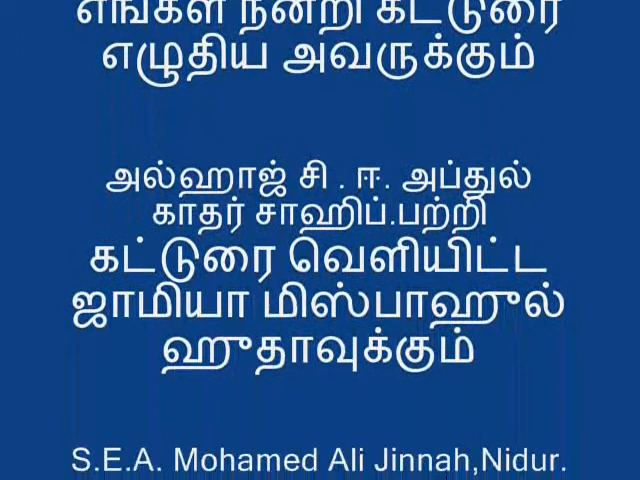 எங்கள் நன்றி கட்டுரை
எழுதிய அவருக்கும்
அல்ஹாஜ் சி . ஈ. அப்துல்
காதர் சாஹிப்.பற்றி
கட்டுரை வெளியிட்ட
ஜாமியா மிஸ்பாஹுல்
ஹுதாவுக்கும்
S.E.A. Mohamed Ali Jinnah,Nidur.